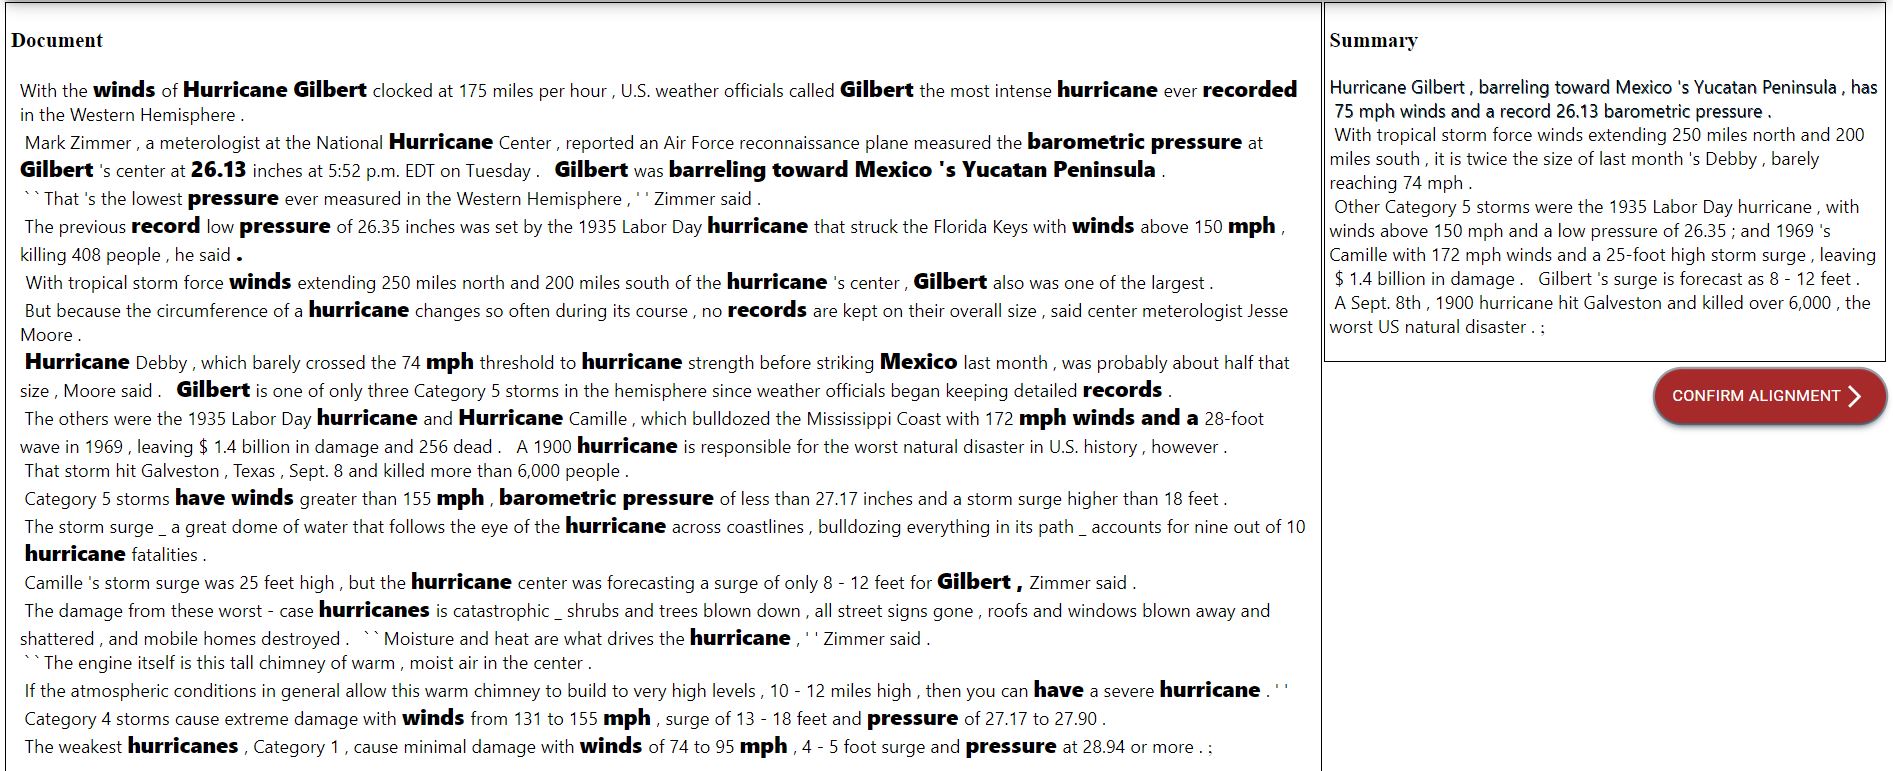 Document
With the winds of Hurricane Gilbert clocked at 175 miles per hour , U.S. weather officials called Gilbert the most intense hurricane ever recorded
in the Western Hemisphere .
Mark Zimmer , a meterologist at the National Hurricane Center , reported an Air Force reconnaissance plane measured the barometric pressure at
Gilbert 's center at 26.13 inches at 5:52 p.m. EDT on Tuesday . Gilbert was barreling toward Mexico 's Yucatan Peninsula .
` ` That 's the lowest pressure ever measured in the Western Hemisphere , ' ' Zimmer said .
The previous record low pressure of 26.35 inches was set by the 1935 Labor Day hurricane that struck the Florida Keys with winds above 150 mph ,
killing 408 people , he said .
With tropical storm force winds extending 250 miles north and 200 miles south of the hurricane 's center , Gilbert also was one of the largest .
But because the circumference of a hurricane changes so often during its course , no records are kept on their overall size , said center meterologist Jesse
Moore .
Hurricane Debby , which barely crossed the 74 mph threshold to hurricane strength before striking Mexico last month , was probably about half that
size , Moore said . Gilbert is one of only three Category 5 storms in the hemisphere since weather officials began keeping detailed records .
The others were the 1935 Labor Day hurricane and Hurricane Camille , which bulldozed the Mississippi Coast with 172 mph winds and a 28-foot
wave in 1969 , leaving $ 1.4 billion in damage and 256 dead . A 1900 hurricane is responsible for the worst natural disaster in U.S. history , however .
That storm hit Galveston , Texas , Sept. 8 and killed more than 6,000 people .
Category 5 storms have winds greater than 155 mph , barometric pressure of less than 27.17 inches and a storm surge higher than 18 feet .
The storm surge _ a great dome of water that follows the eye of the hurricane across coastlines , bulldozing everything in its path _ accounts for nine out of 10
hurricane fatalities .
Camille 's storm surge was 25 feet high , but the hurricane center was forecasting a surge of only 8 - 12 feet for Gilbert , Zimmer said .
The damage from these worst - case hurricanes is catastrophic _ shrubs and trees blown down , all street signs gone , roofs and windows blown away and
shattered , and mobile homes destroyed . ` ` Moisture and heat are what drives the hurricane , ' ' Zimmer said .
` ` The engine itself is this tall chimney of warm , moist air in the center .
If the atmospheric conditions in general allow this warm chimney to build to very high levels , 10 - 12 miles high , then you can have a severe hurricane . ' '
Category 4 storms cause extreme damage with winds from 131 to 155 mph , surge of 13 - 18 feet and pressure of 27.17 to 27.90 .
The weakest hurricanes , Category 1 , cause minimal damage with winds of 74 to 95 mph , 4 - 5 foot surge and pressure at 28.94 or more . ;
Summary
Hurricane Gilbert , barreling toward Mexico 's Yucatan Peninsula , has
75 mph winds and a record 26.13 barometric pressure .
With tropical storm force winds extending 250 miles north and 200
miles south , it is twice the size of last month 's Debby , barely
reaching 74 mph .
Other Category 5 storms were the 1935 Labor Day hurricane , with
winds above 150 mph and a low pressure of 26.35 ; and 1969 's
Camille with 172 mph winds and a 25-foot high storm surge , leaving
$ 1.4 billion in damage . Gilbert 's surge is forecast as 8 - 12 feet .
A Sept. 8th , 1900 hurricane hit Galveston and killed over 6,000 , the
worst US natural disaster . ;
CONFIRM ALIGNMENT